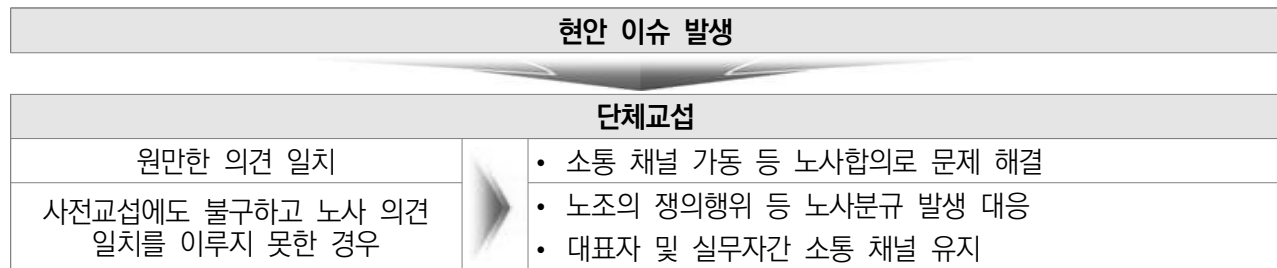 현안 이슈 발생
단체교섭
원만한 의견 일치
• 소통 채널 가동 등 노사합의로 문제 해결
사전교섭에도 불구하고 노사 의견
일치를 이루지 못한 경우
• 노조의 쟁의행위 등 노사분규 발생 대응
• 대표자 및 실무자간 소통 채널 유지